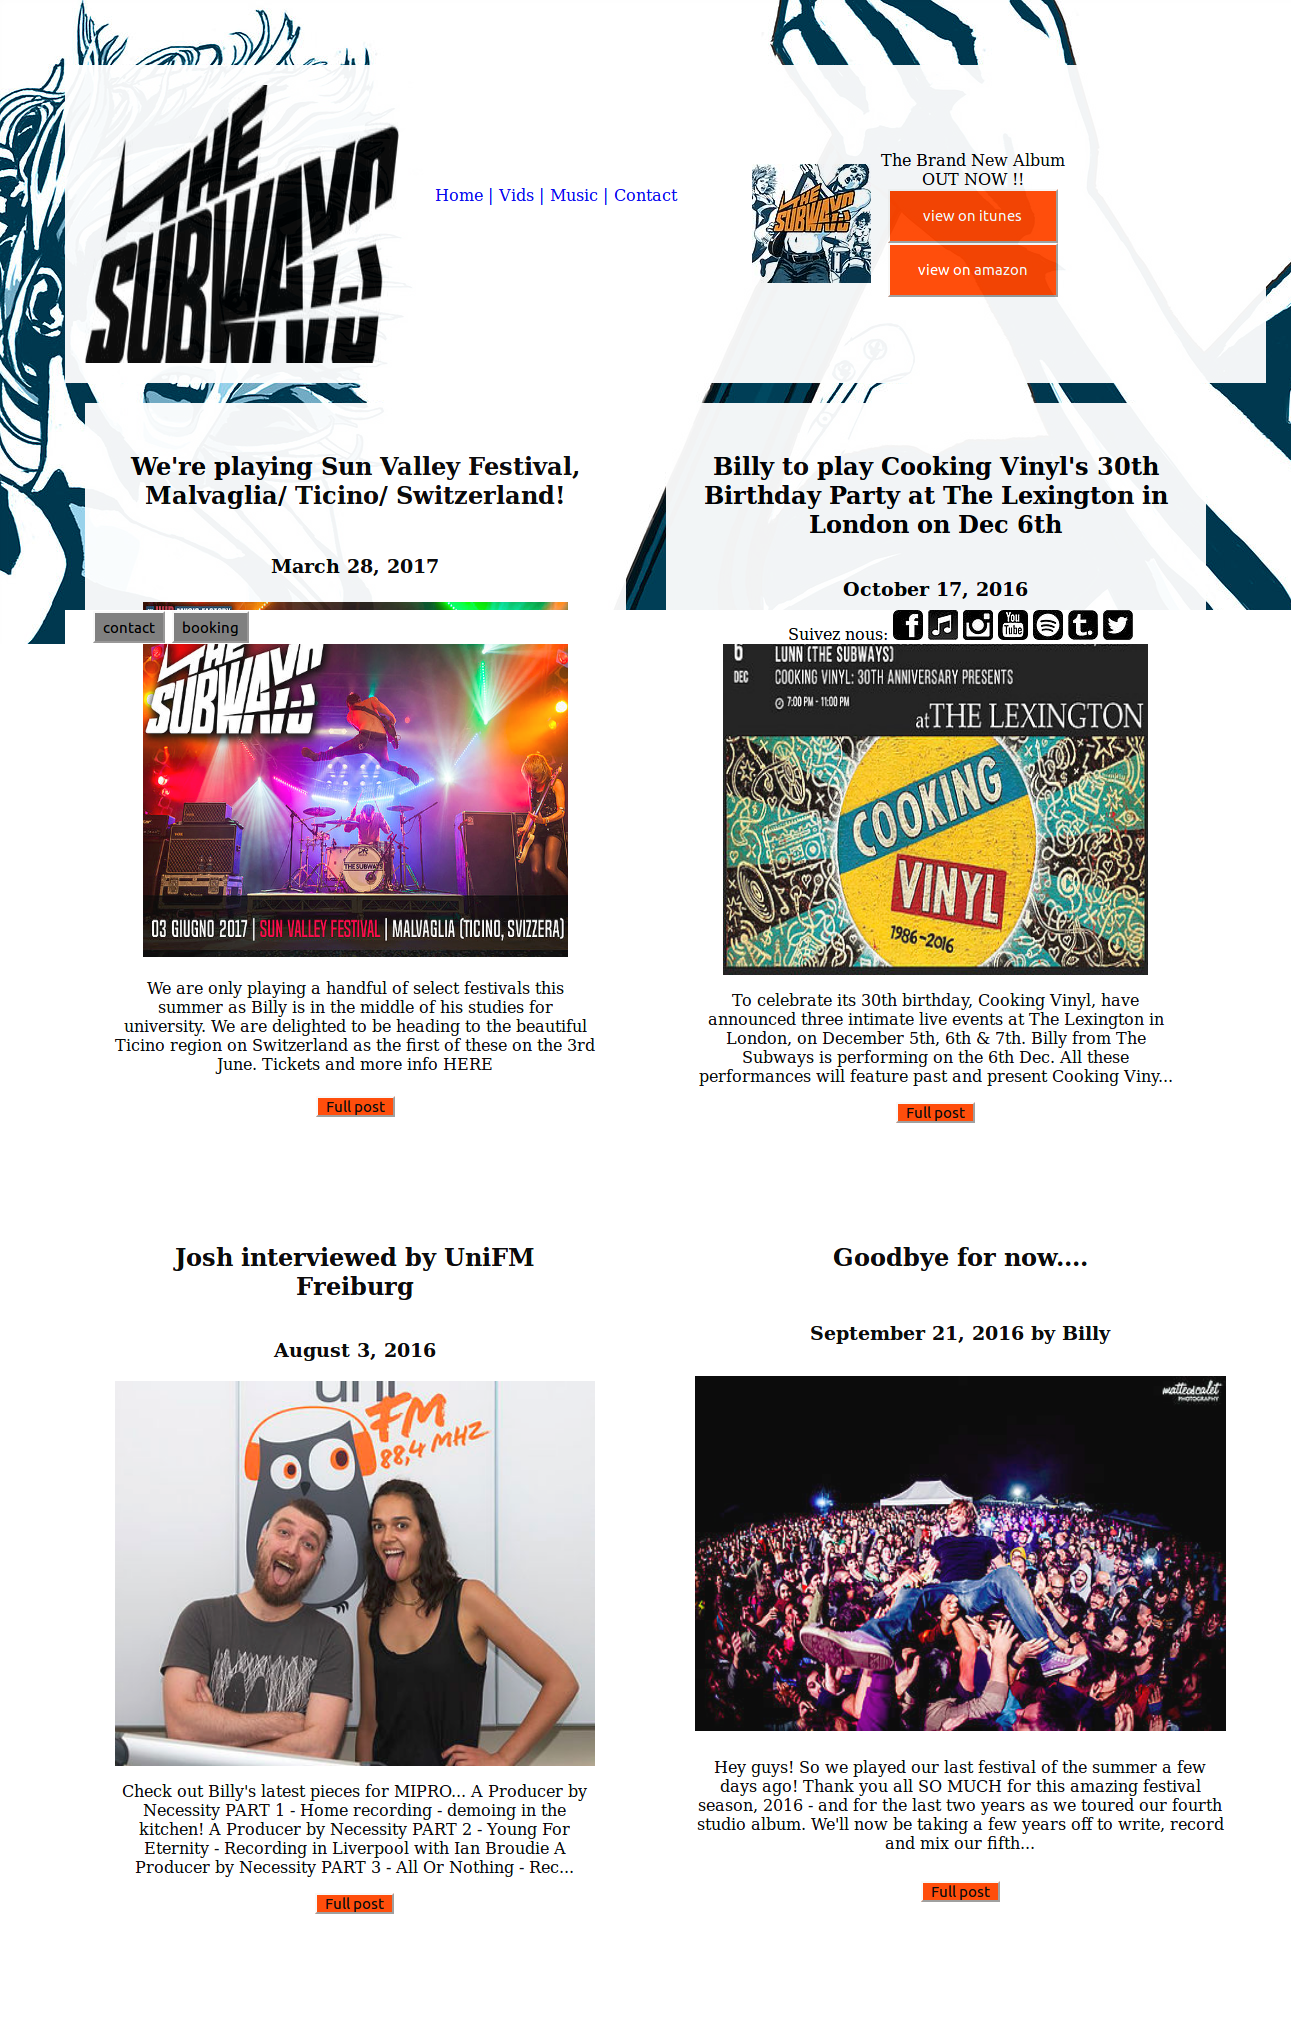 THE
SUBWAYS
Home | Vids | Music | Contact
THE
SUBWAYS
The Brand New Album
OUT NOW !!
view on itunes
view on amazon
We're playing Sun Valley Festival,
Malvaglia/ Ticino/ Switzerland!
March 28, 2017
contact
booking
THE
SUBWAYS
THE SUBWAYS
03 GIUGNO 2017 | SUN VALLEY FESTIVAL | MALVAGLIA (TICINO, SVIZZERA)
We are only playing a handful of select festivals this
summer as Billy is in the middle of his studies for
university. We are delighted to be heading to the beautiful
Ticino region on Switzerland as the first of these on the 3rd
June. Tickets and more info HERE
Full post
Billy to play Cooking Vinyl's 30th
Birthday Party at The Lexington in
London on Dec 6th
October 17, 2016
Suivez nous:
You
Tube
6
DEC
LUNN (THE SUBWAYS)
COOKING VINYL: 30TH ANNIVERSARY PRESENTS
7:00 PM - 11:00 PM
at THE LEXINGTON
COOKING
VINYL
1986-2016
To celebrate its 30th birthday, Cooking Vinyl, have
announced three intimate live events at The Lexington in
London, on December 5th, 6th & 7th. Billy from The
Subways is performing on the 6th Dec. All these
performances will feature past and present Cooking Viny...
Full post
Josh interviewed by UniFM
Freiburg
August 3, 2016
uni
FM
88,4 MHZ
Check out Billy's latest pieces for MIPRO... A Producer by
Necessity PART 1 - Home recording - demoing in the
kitchen! A Producer by Necessity PART 2 - Young For
Eternity - Recording in Liverpool with Ian Broudie A
Producer by Necessity PART 3 - All Or Nothing - Rec...
Full post
Goodbye for now....
September 21, 2016 by Billy
matteoscalet
PHOTOGRAPHY
Hey guys! So we played our last festival of the summer a few
days ago! Thank you all SO MUCH for this amazing festival
season, 2016 - and for the last two years as we toured our fourth
studio album. We'll now be taking a few years off to write, record
and mix our fifth...
Full post